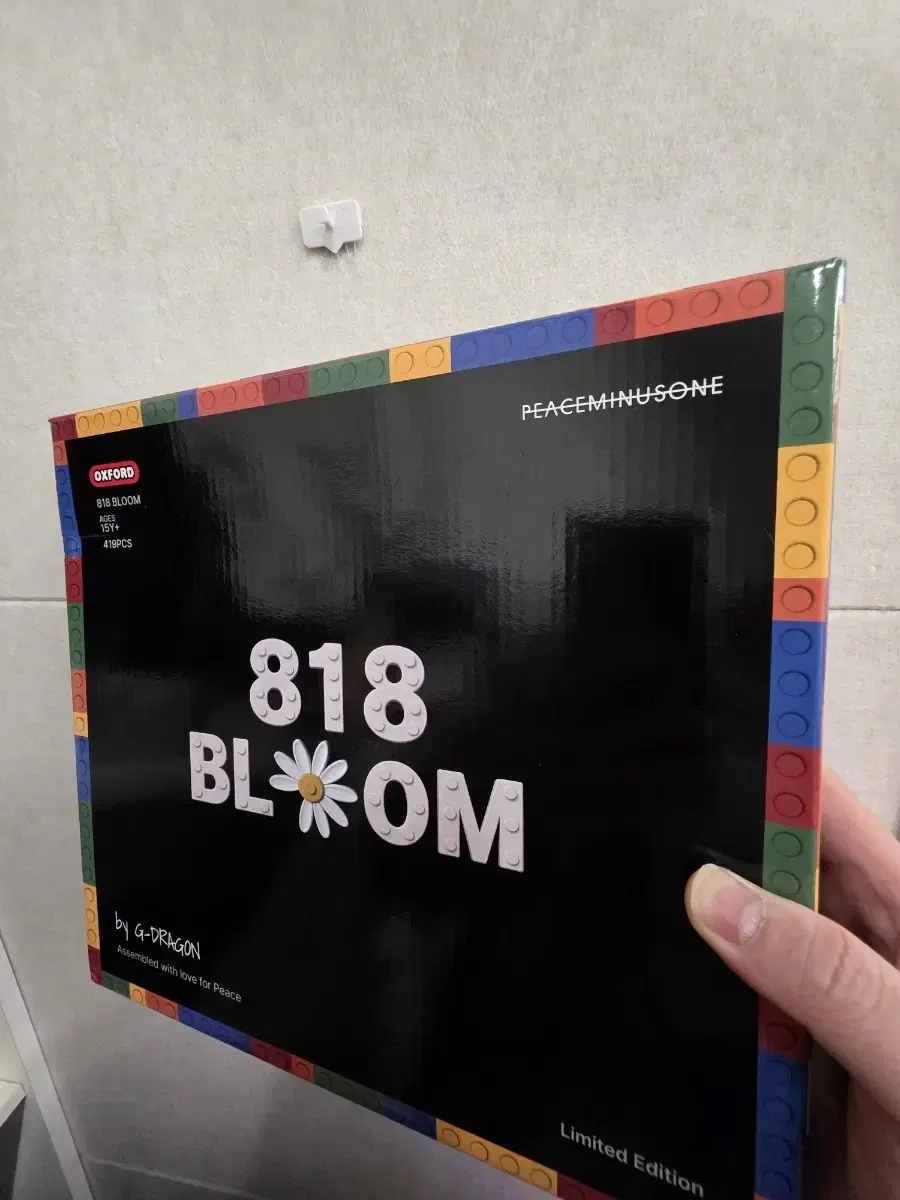 PEACEMINUSONE
OXFORD
818 BLOOM
AGES
15Y+
419PCS
818
BLOOM
by G-DRAGON
Assembled with love for Peace
Limited Edition